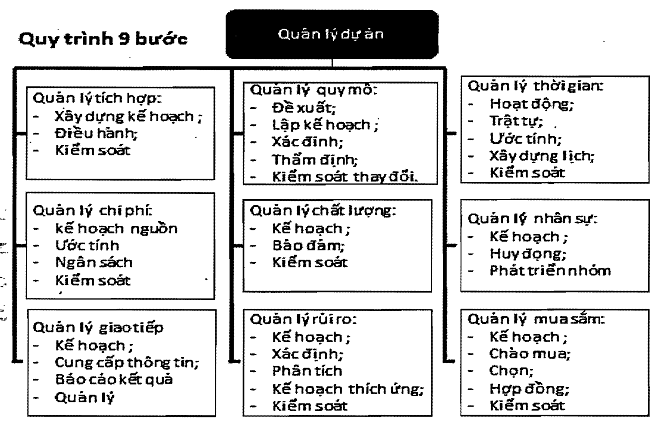 Quy trình 9 bước
Quản lý dự án
Quản lý tích hợp:
- Xây dựng kế hoạch ;
- Điều hành;
- Kiểm soát
Quản lý quy mô:
- Đề xuất;
- Lập kế hoạch ;
- Xác đinh;
- Thẩm định;
- Kiểm soát thay đổi.
Quản lý thời gian:
- Hoạt động;
- Trật tự;
- Ước tính;
- Xây dựng lịch;
- Kiểm soát
Quản lý chi phí:
- kế hoạch nguồn
- Ước tính
- Ngân sách
- Kiểm soát
Quản lý chất lượng:
- Kế hoạch ;
- Bảo đảm;
- Kiểm soát
Quản lý nhân sự:
- Kế hoạch ;
- Huy đọng;
- Phát triển nhóm
Quản lý giao tiếp
- Kế hoạch ;
- Cung cấp thông tin;
- Báo cáo kết quả
- Quản lý
Quản lý rủi ro:
- Kế hoạch ;
- Xác định;
- Phân tích
- Kế hoạch thích ứng;
- Kiểm soát
Quản lý mua sắm:
- Kế hoạch ;
- Chào mua;
- Chọn;
- Hợp đồng;
- Kiểm soát